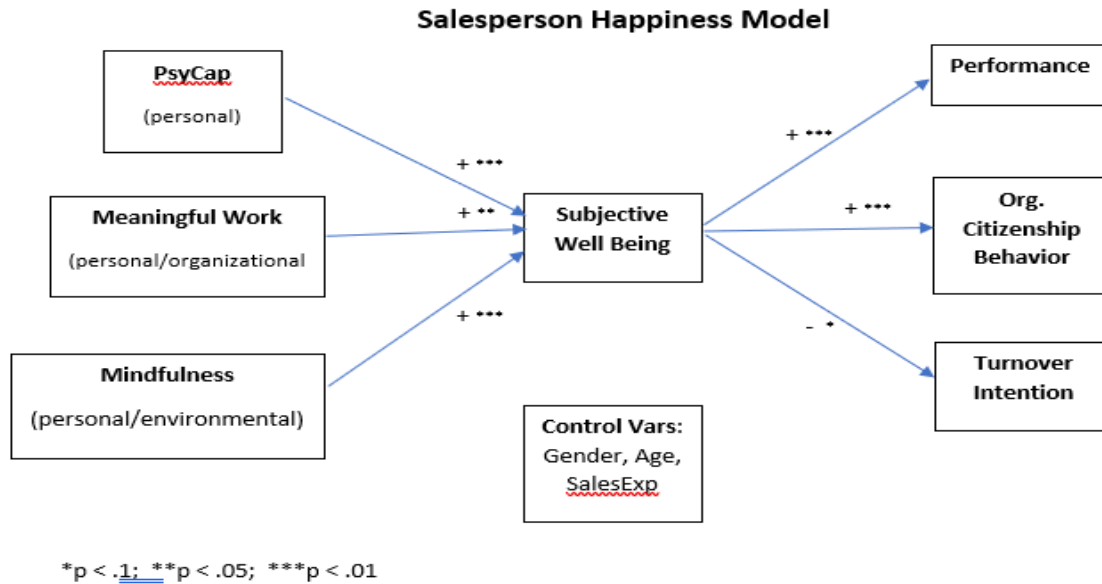 Salesperson Happiness Model
PsyCap
(personal)
Meaningful Work
(personal/organizational
Mindfulness
(personal/environmental)
+ ***
+ **
+ ***
Subjective
Well Being
Control Vars:
Gender, Age,
SalesExp
+ ***
+ ***
- *
Performance
Org.
Citizenship
Behavior
Turnover
Intention
*p < .1; **p < .05; ***p < .01